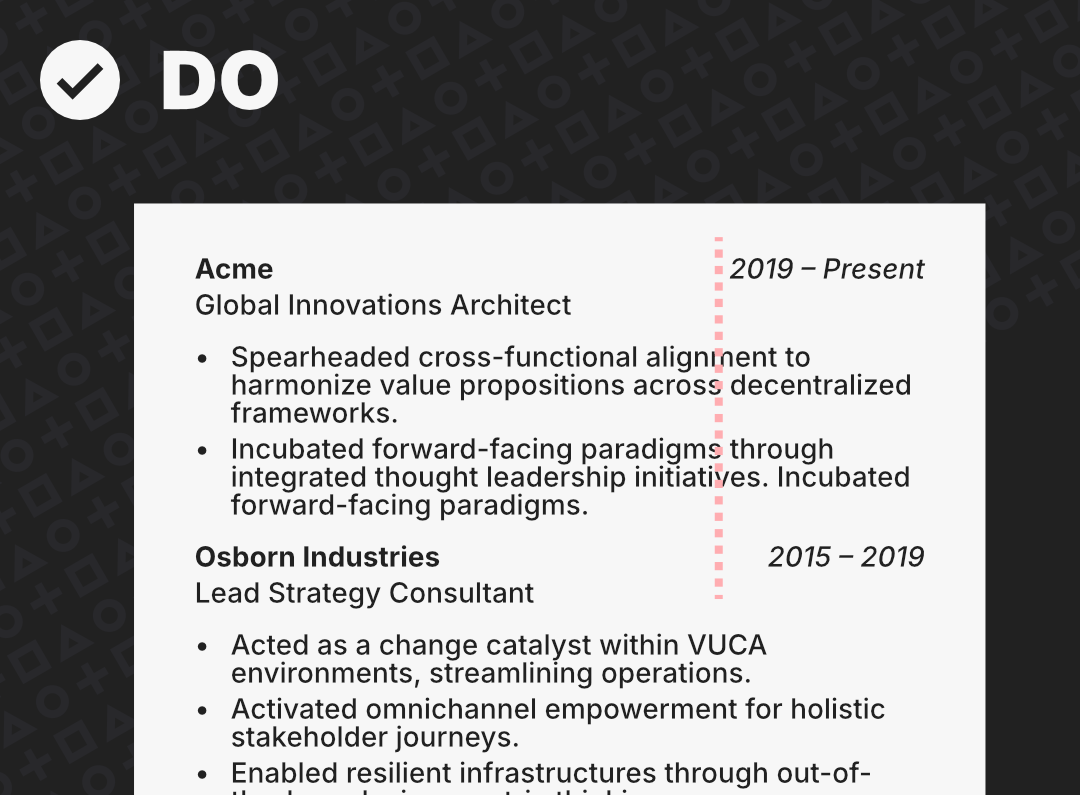 DO
Acme 2019 – Present
Global Innovations Architect
• Spearheaded cross-functional alignment to
harmonize value propositions across decentralized
frameworks.
• Incubated forward-facing paradigms through
integrated thought leadership initiatives. Incubated
forward-facing paradigms.
Osborn Industries 2015 – 2019
Lead Strategy Consultant
• Acted as a change catalyst within VUCA
environments, streamlining operations.
• Activated omnichannel empowerment for holistic
stakeholder journeys.
• Enabled resilient infrastructures through out-of-